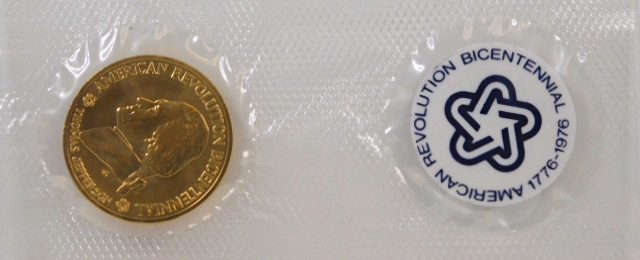 AMERICAN REVOLUTION BICENTENNIAL
THOMAS JEFFERSON
AMERICAN REVOLUTION BICENTENNIAL
1776-1976